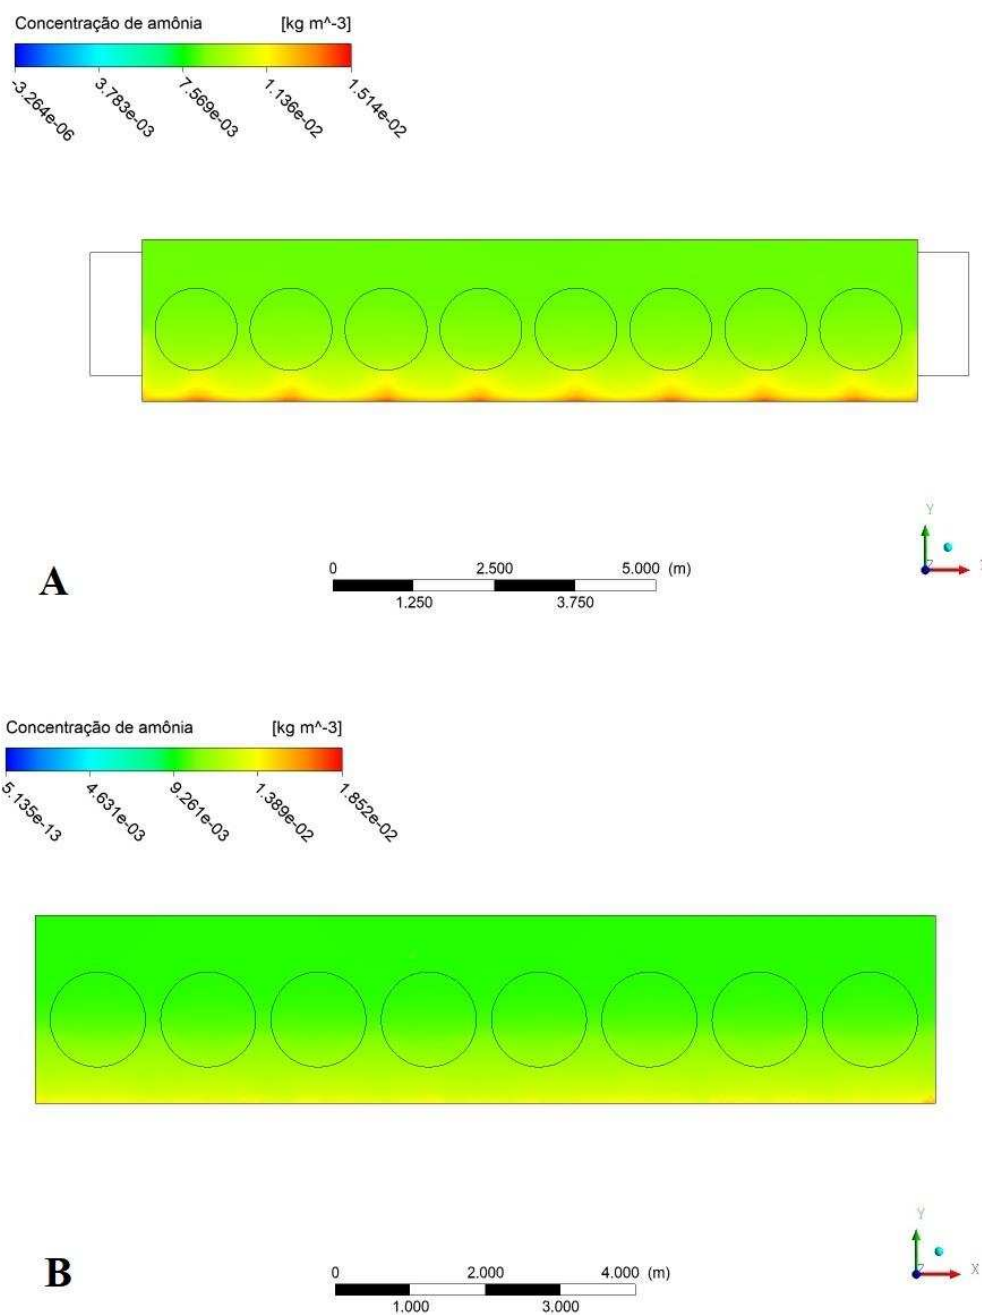 Concentração de amônia [kg m^-3]
-3.264e-06 3.783e-03 7.569e-03 1.136e-02 1.514e-02
Y
Z
A
0 2.500 5.000 (m)
1.250 3.750
Concentração de amônia [kg m^-3]
5.135e-13 4.631e-03 9.261e-03 1.389e-02 1.852e-02
Y
Z X
B
0 2.000 4.000 (m)
1.000 3.000